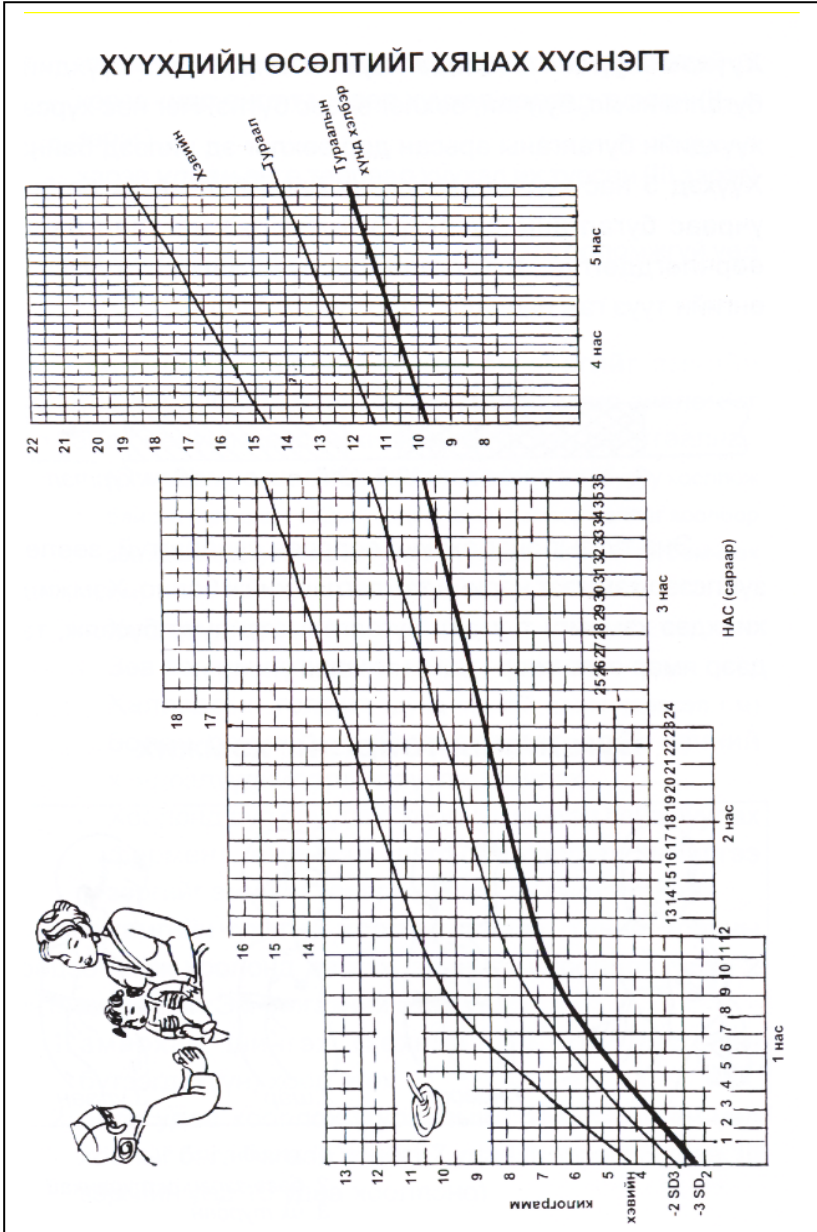 ХҮҮХДИЙН ӨСӨЛТИЙГ ХЯНАХ ХҮСНЭГТ
Хэвийн
Тураал
Тураалын
хүнд хэлбэр
22
21
20
19
18
17
16
15
14
13
12
11
10
9
8
4 нас
5 нас
18
17
25 26 27 28 29 30 31 32 33 34 35 36
3 нас
НАС (сараар)
16
15
14
13 14 15 16 17 18 19 20 21 22 23 24
2 нас
13
12
11
10
9
8
7
6
5
4
3
2
килограмм
хэвийн
-2 SD
-3 SD
1 2 3 4 5 6 7 8 9 10 11 12
1 нас